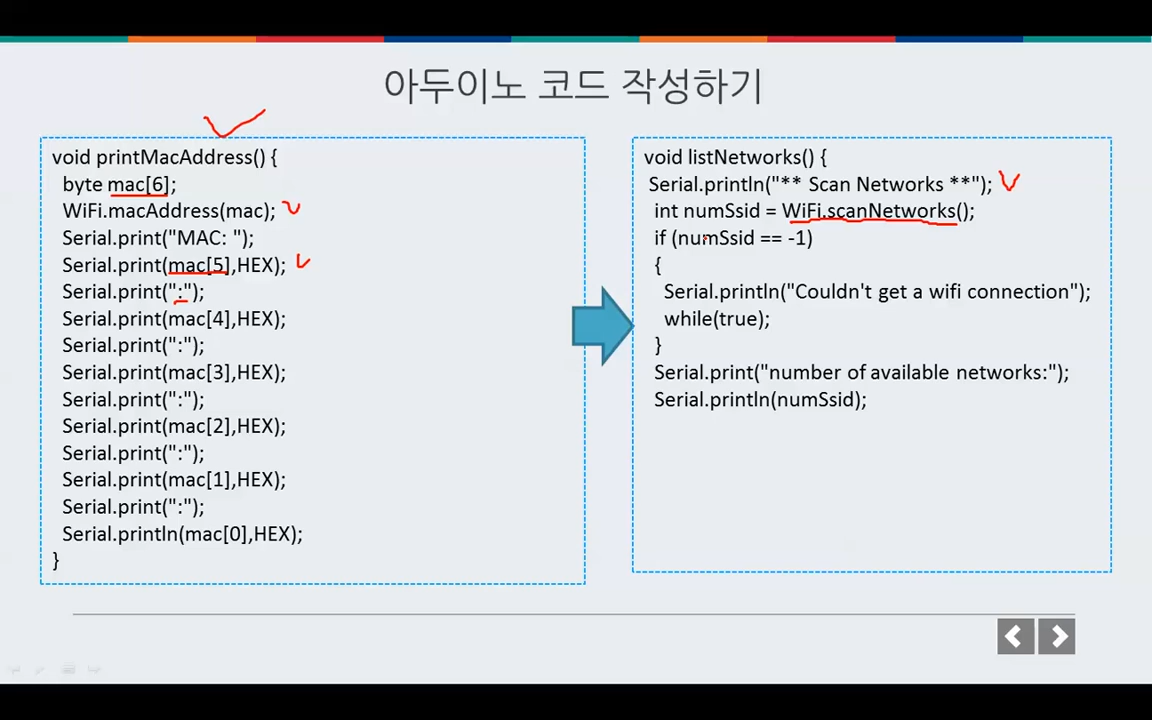 아두이노 코드 작성하기
void printMacAddress() {
byte mac[6];
WiFi.macAddress(mac);
Serial.print("MAC: ");
Serial.print(mac[5],HEX);
Serial.print(":");
Serial.print(mac[4],HEX);
Serial.print(":");
Serial.print(mac[3],HEX);
Serial.print(":");
Serial.print(mac[2],HEX);
Serial.print(":");
Serial.print(mac[1],HEX);
Serial.print(":");
Serial.println(mac[0],HEX);
}
void listNetworks() {
Serial.println("** Scan Networks **");
int numSsid = WiFi.scanNetworks();
if (numSsid == -1)
{
Serial.println("Couldn't get a wifi connection");
while(true);
}
Serial.print("number of available networks:");
Serial.println(numSsid);